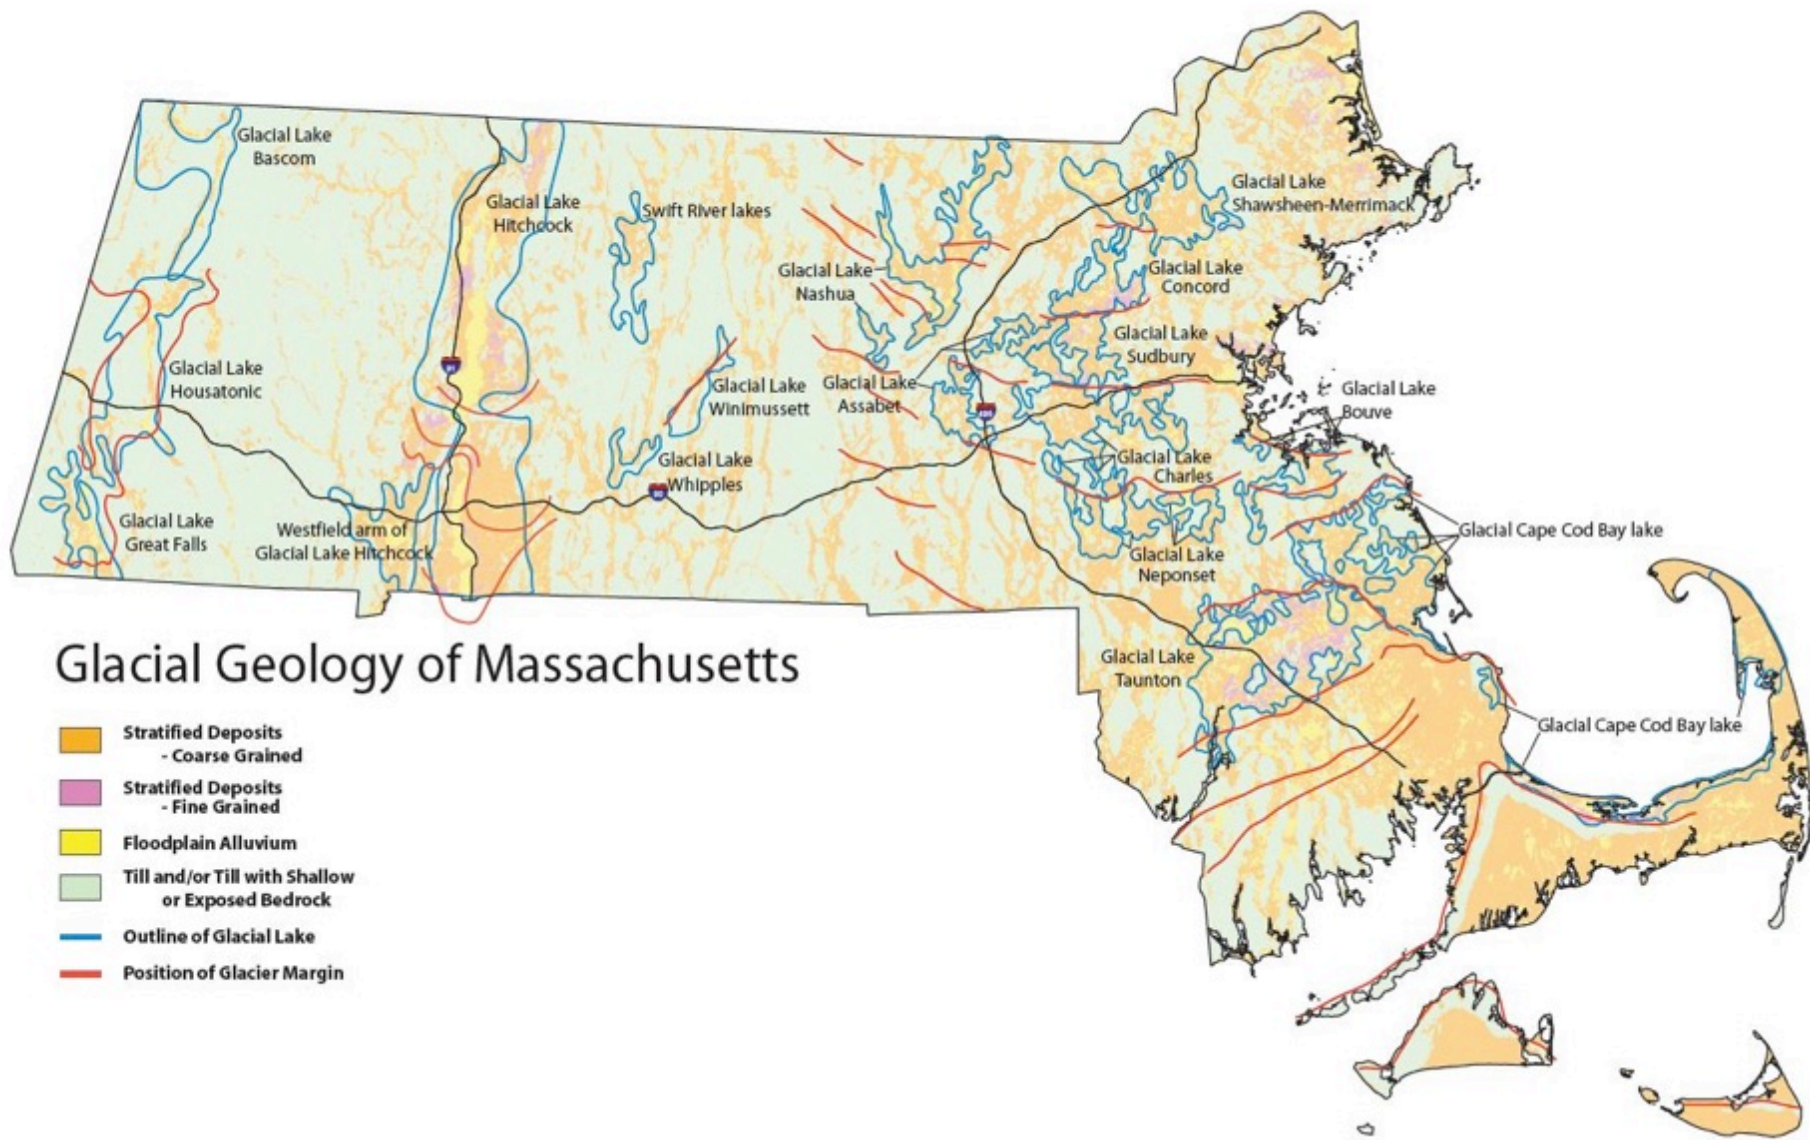 Glacial Lake
Bascom
Glacial Lake
Hitchcock
Swift River lakes
Glacial Lake
Shawsheen-Merrimack
Glacial Lake
Nashua
Glacial Lake
Concord
Glacial Lake
Sudbury
Glacial Lake
Housatonic
Glacial Lake
Winimussett
Glacial Lake
Assabet
Glacial Lake
Bouve
Glacial Lake
Whipples
Glacial Lake
Charles
Glacial Lake
Great Falls
Westfield arm of
Glacial Lake Hitchcock
Glacial Lake
Neponset
Glacial Cape Cod Bay lake
Glacial Lake
Taunton
Glacial Cape Cod Bay lake
91
90
495
Glacial Geology of Massachusetts
Stratified Deposits
- Coarse Grained
Stratified Deposits
- Fine Grained
Floodplain Alluvium
Till and/or Till with Shallow
or Exposed Bedrock
Outline of Glacial Lake
Position of Glacier Margin